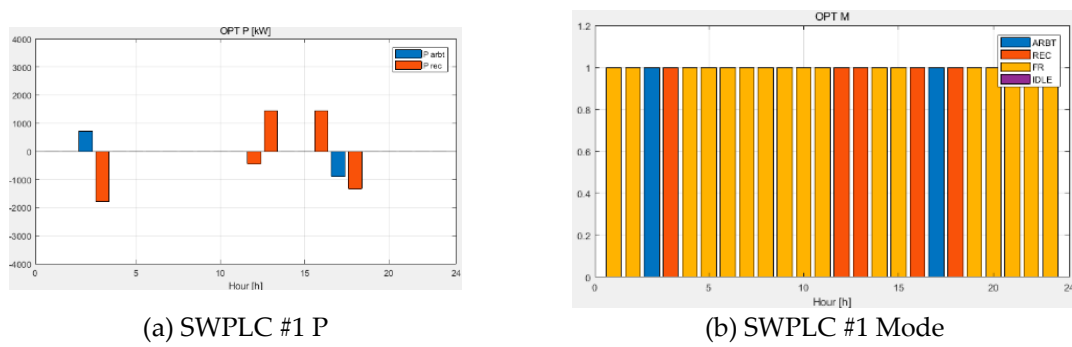 OPT P [kW]
4000
3000
2000
1000
0
-1000
-2000
-3000
-4000
0 5 10 15 20 24
Hour [h]
P arbt
P rec
(a) SWPLC #1 P
OPT M
1.2
1
0.8
0.6
0.4
0.2
0
0 5 10 15 20 24
Hour [h]
ARBT
REC
FR
IDLE
(b) SWPLC #1 Mode